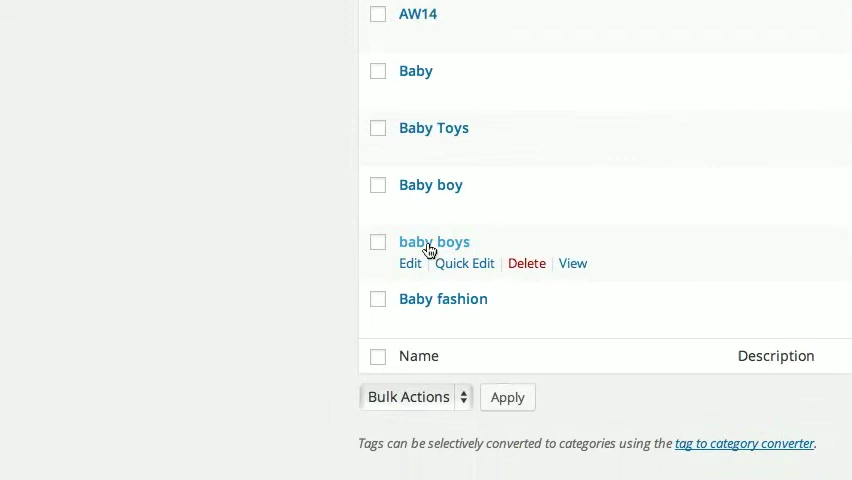 AW14
Baby
Baby Toys
Baby boy
baby boys
Edit | Quick Edit | Delete | View
Baby fashion
Name Description
Bulk Actions Apply
Tags can be selectively converted to categories using the tag to category converter.